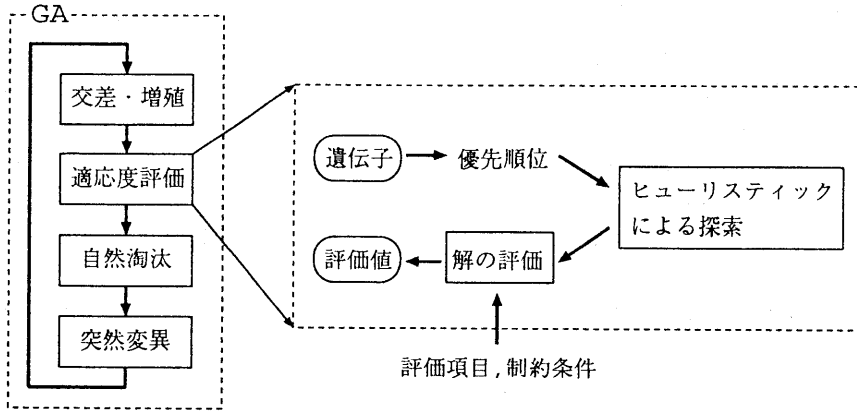 GA
交差・増殖
適応度評価
自然淘汰
突然変異
遺伝子
優先順位
ヒューリスティック
による探索
評価値
解の評価
評価項目,制約条件